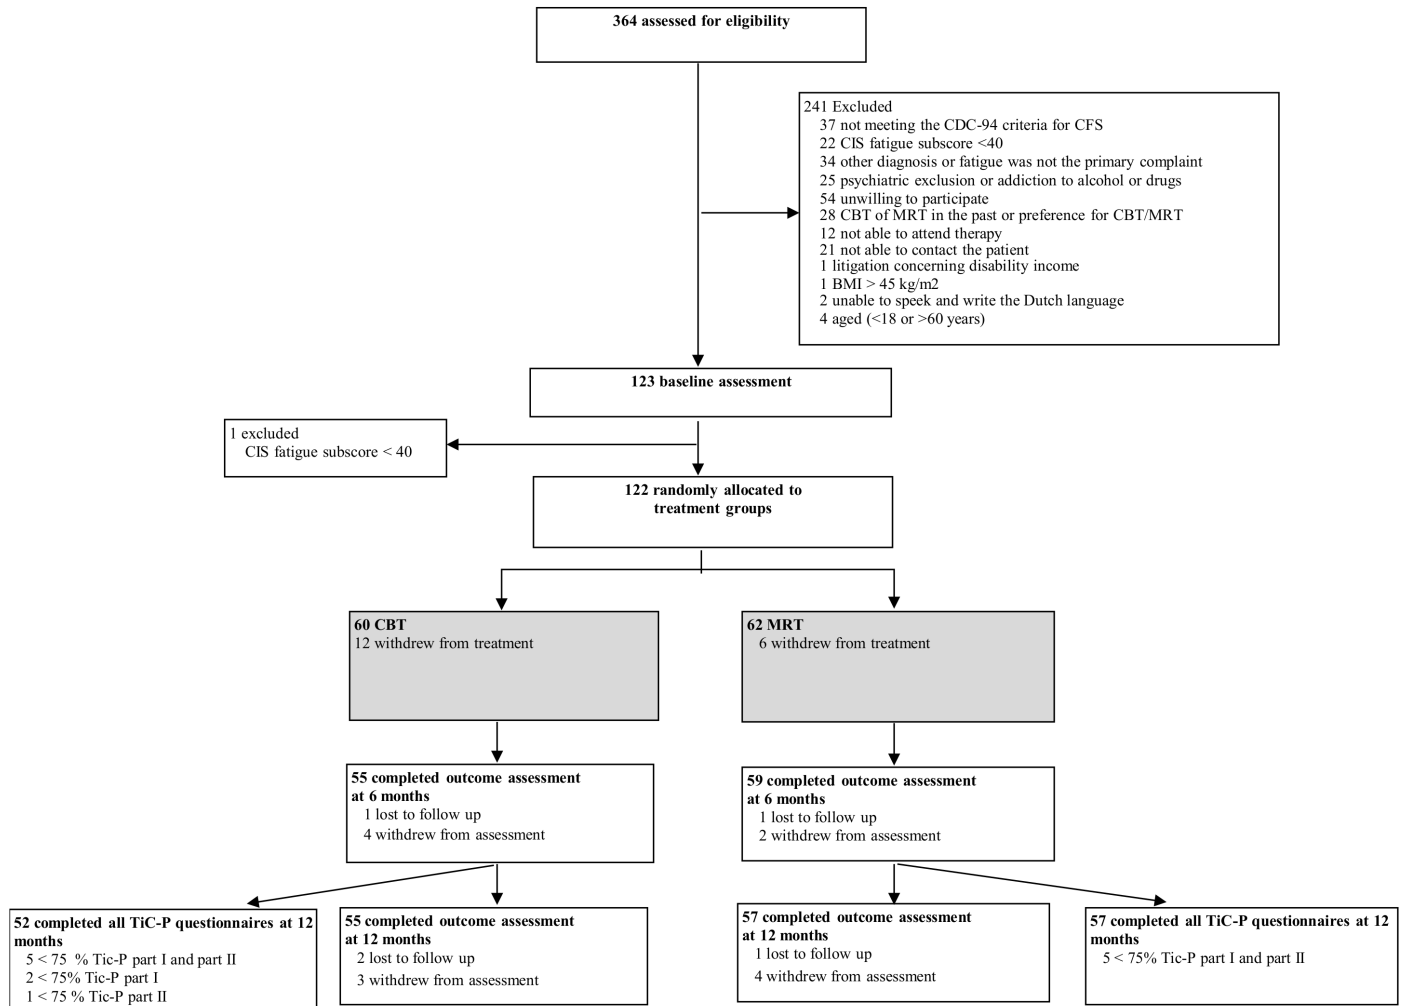 364 assessed for eligibility
241 Excluded
37 not meeting the CDC-94 criteria for CFS
22 CIS fatigue subscore <40
34 other diagnosis or fatigue was not the primary complaint
25 psychiatric exclusion or addiction to alcohol or drugs
54 unwilling to participate
28 CBT of MRT in the past or preference for CBT/MRT
12 not able to attend therapy
21 not able to contact the patient
1 litigation concerning disability income
1 BMI > 45 kg/m2
2 unable to speek and write the Dutch language
4 aged (<18 or >60 years)
123 baseline assessment
1 excluded
CIS fatigue subscore < 40
122 randomly allocated to
treatment groups
60 CBT
12 withdrew from treatment
62 MRT
6 withdrew from treatment
55 completed outcome assessment
at 6 months
1 lost to follow up
4 withdrew from assessment
59 completed outcome assessment
at 6 months
1 lost to follow up
2 withdrew from assessment
52 completed all TiC-P questionnaires at 12
months
5 < 75 % Tic-P part I and part II
2 < 75% Tic-P part I
1 < 75 % Tic-P part II
55 completed outcome assessment
at 12 months
2 lost to follow up
3 withdrew from assessment
57 completed outcome assessment
at 12 months
1 lost to follow up
4 withdrew from assessment
57 completed all TiC-P questionnaires at 12
months
5 < 75% Tic-P part I and part II